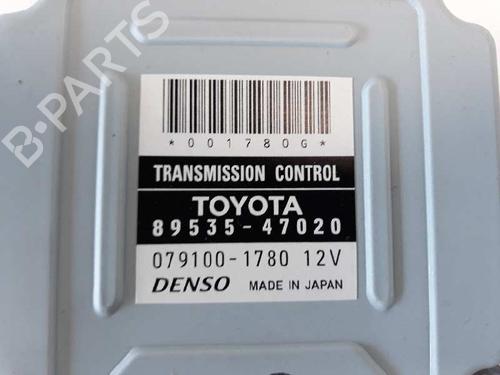 B-PARTS
*001780G*
TRANSMISSION CONTROL
TOYOTA
89535-47020
079100-1780 12V
DENSO MADE IN JAPAN